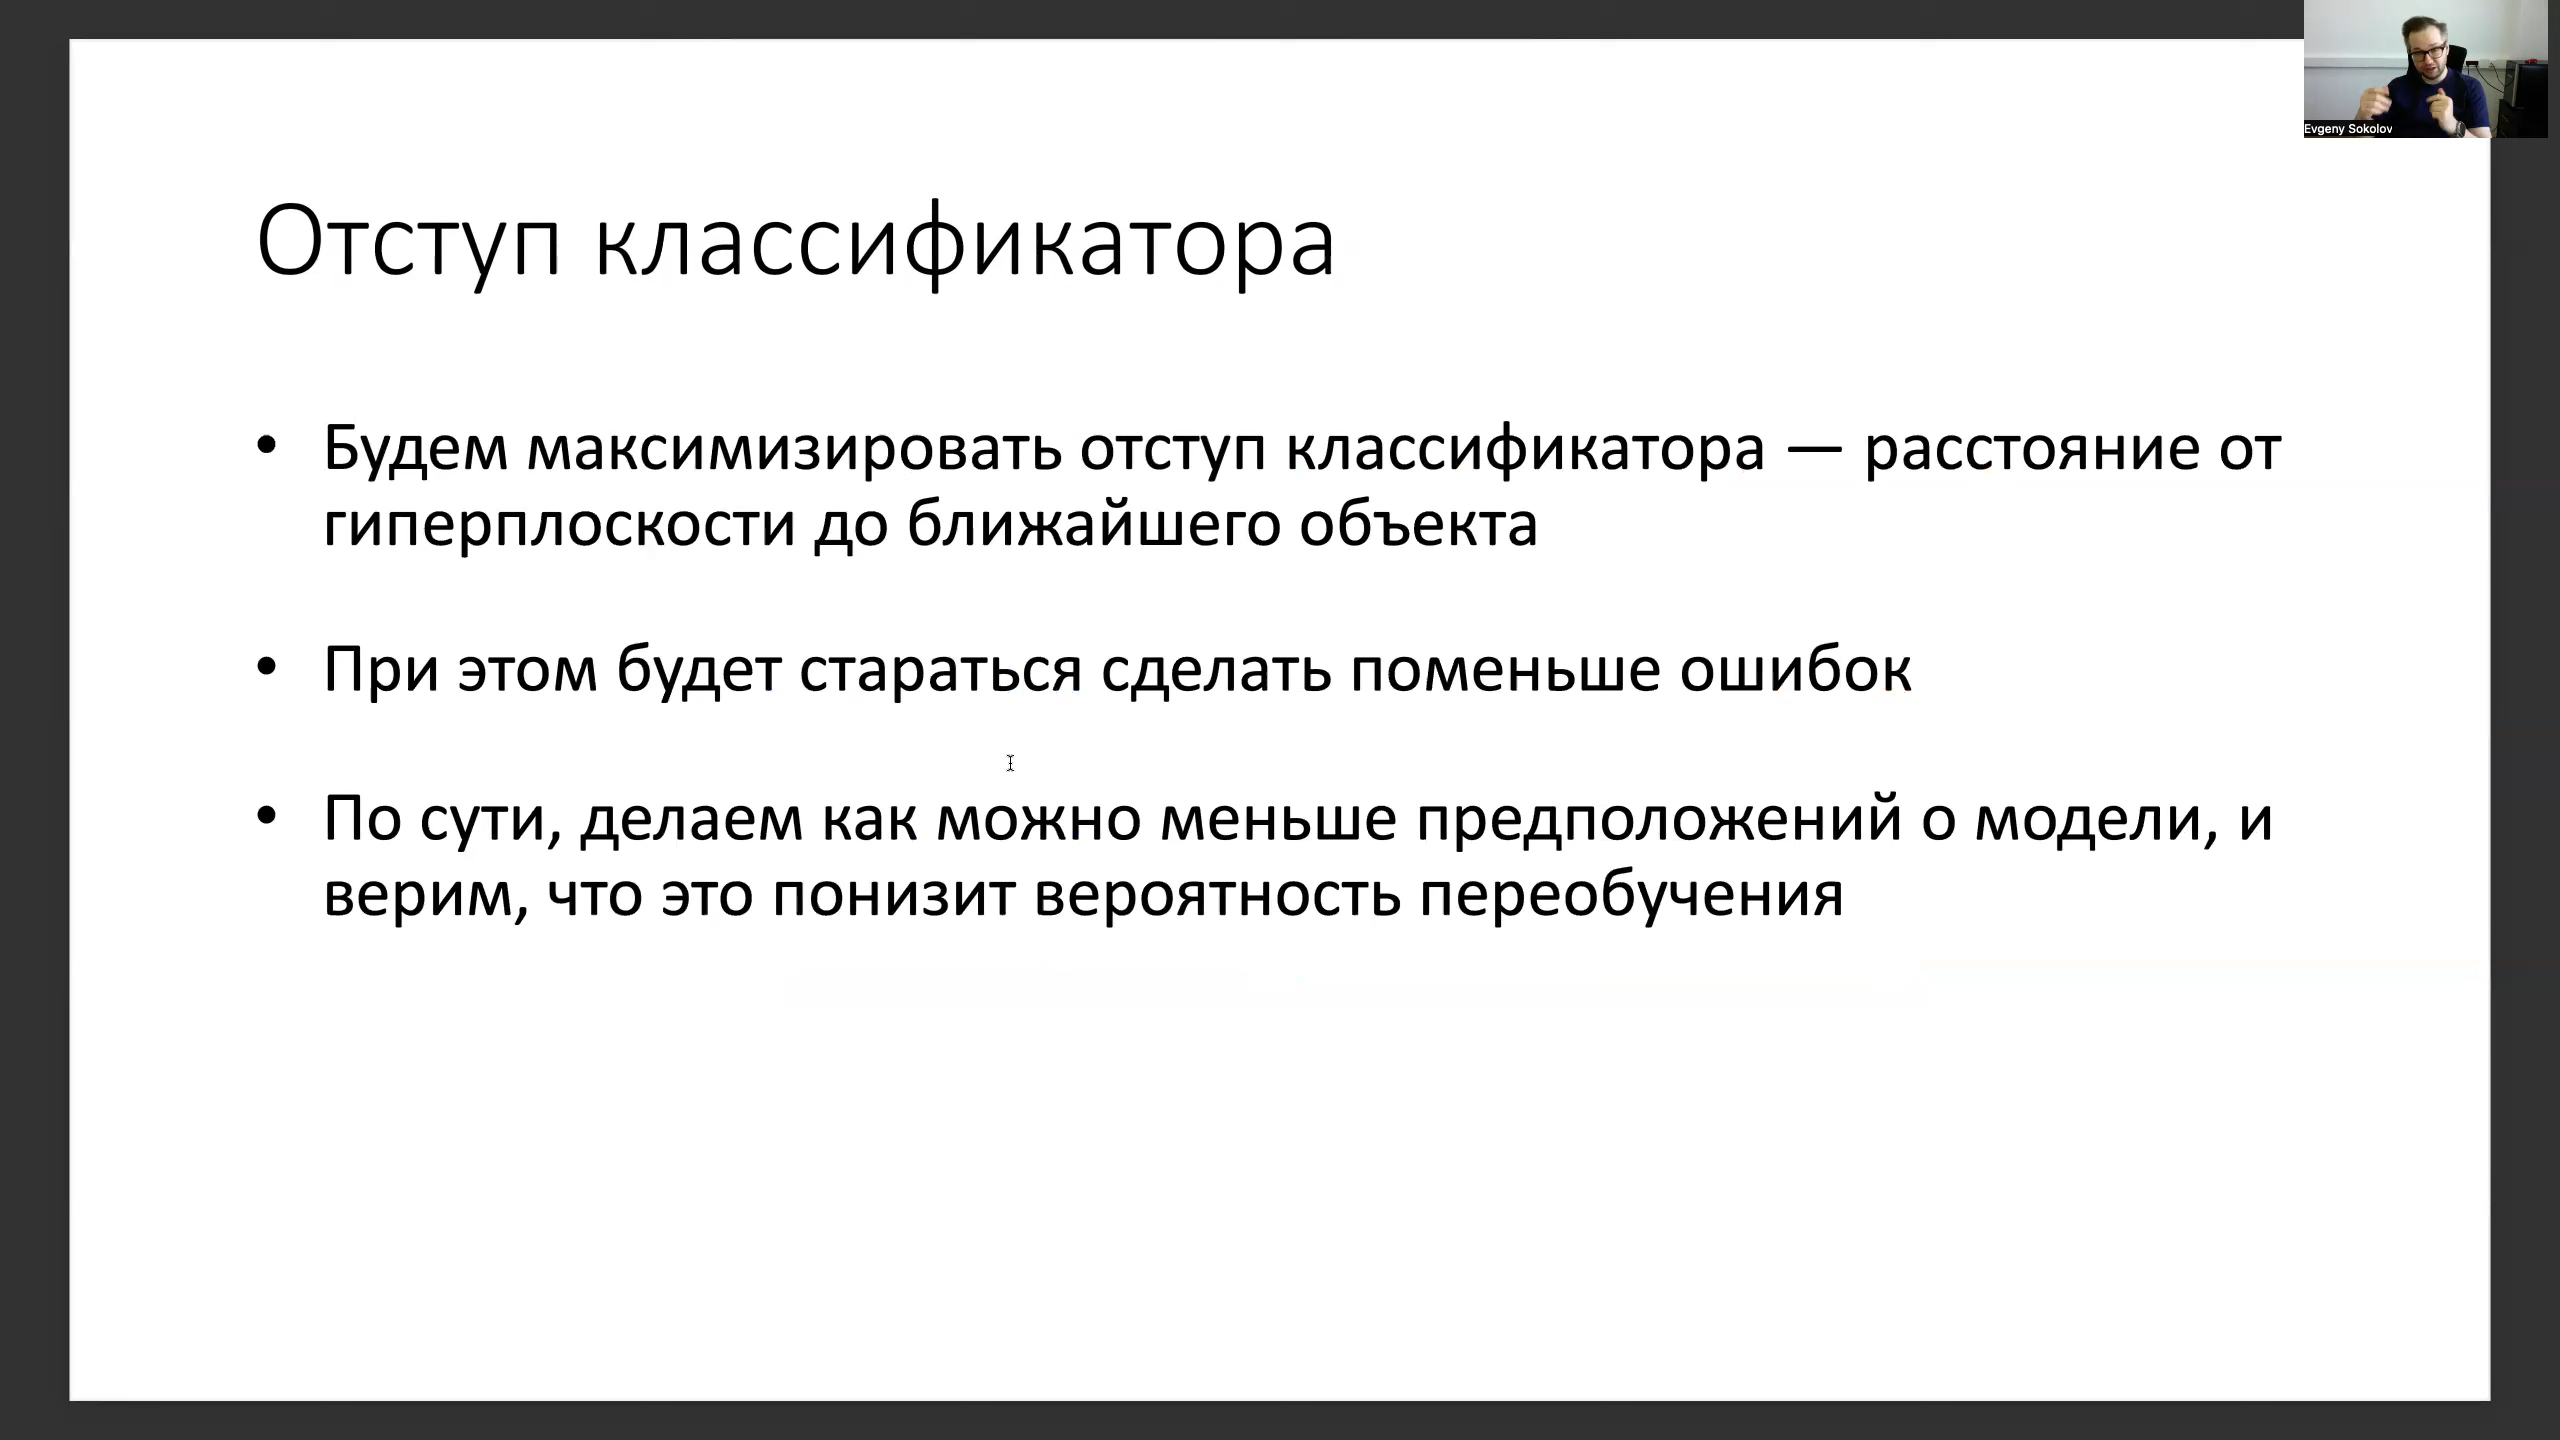 Evgeny Sokolov
Отступ классификатора
• Будем максимизировать отступ классификатора — расстояние от
гиперплоскости до ближайшего объекта
• При этом будет стараться сделать поменьше ошибок
• По сути, делаем как можно меньше предположений о модели, и
верим, что это понизит вероятность переобучения